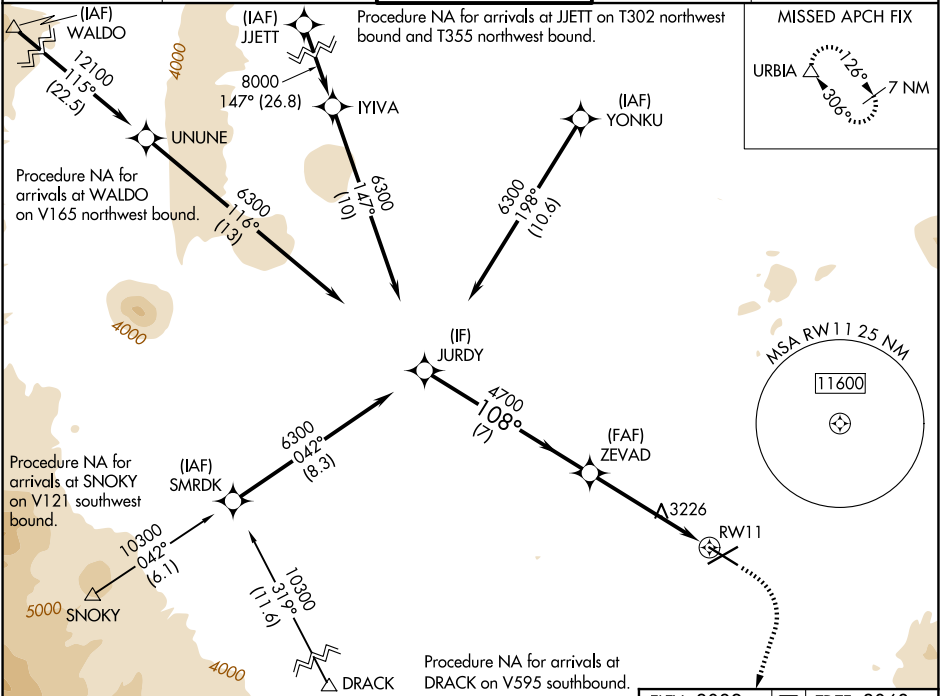 (IAF)
WALDO
12100
115°
(22.5)
4000
(IAF)
JJETT
Procedure NA for arrivals at JJETT on T302 northwest
bound and T355 northwest bound.
MISSED APCH FIX
URBIA
126°
306°
7 NM
8000
147° (26.8)
IYIVA
(IAF)
YONKU
UNUNE
Procedure NA for
arrivals at WALDO
on V165 northwest bound.
6300
116°
(13)
6300
147°
(10)
6300
198°
(10.6)
4000
(IF)
JURDY
MSA RW11 25 NM
11600
4700
108°
(7)
(FAF)
ZEVAD
6300
042°
(8.3)
(IAF)
SMRDK
Procedure NA for
arrivals at SNOKY
on V121 southwest
bound.
3226
RW11
10300
042°
(6.1)
10300
319°
(11.6)
5000
SNOKY
4000
DRACK
Procedure NA for arrivals at
DRACK on V595 southbound.